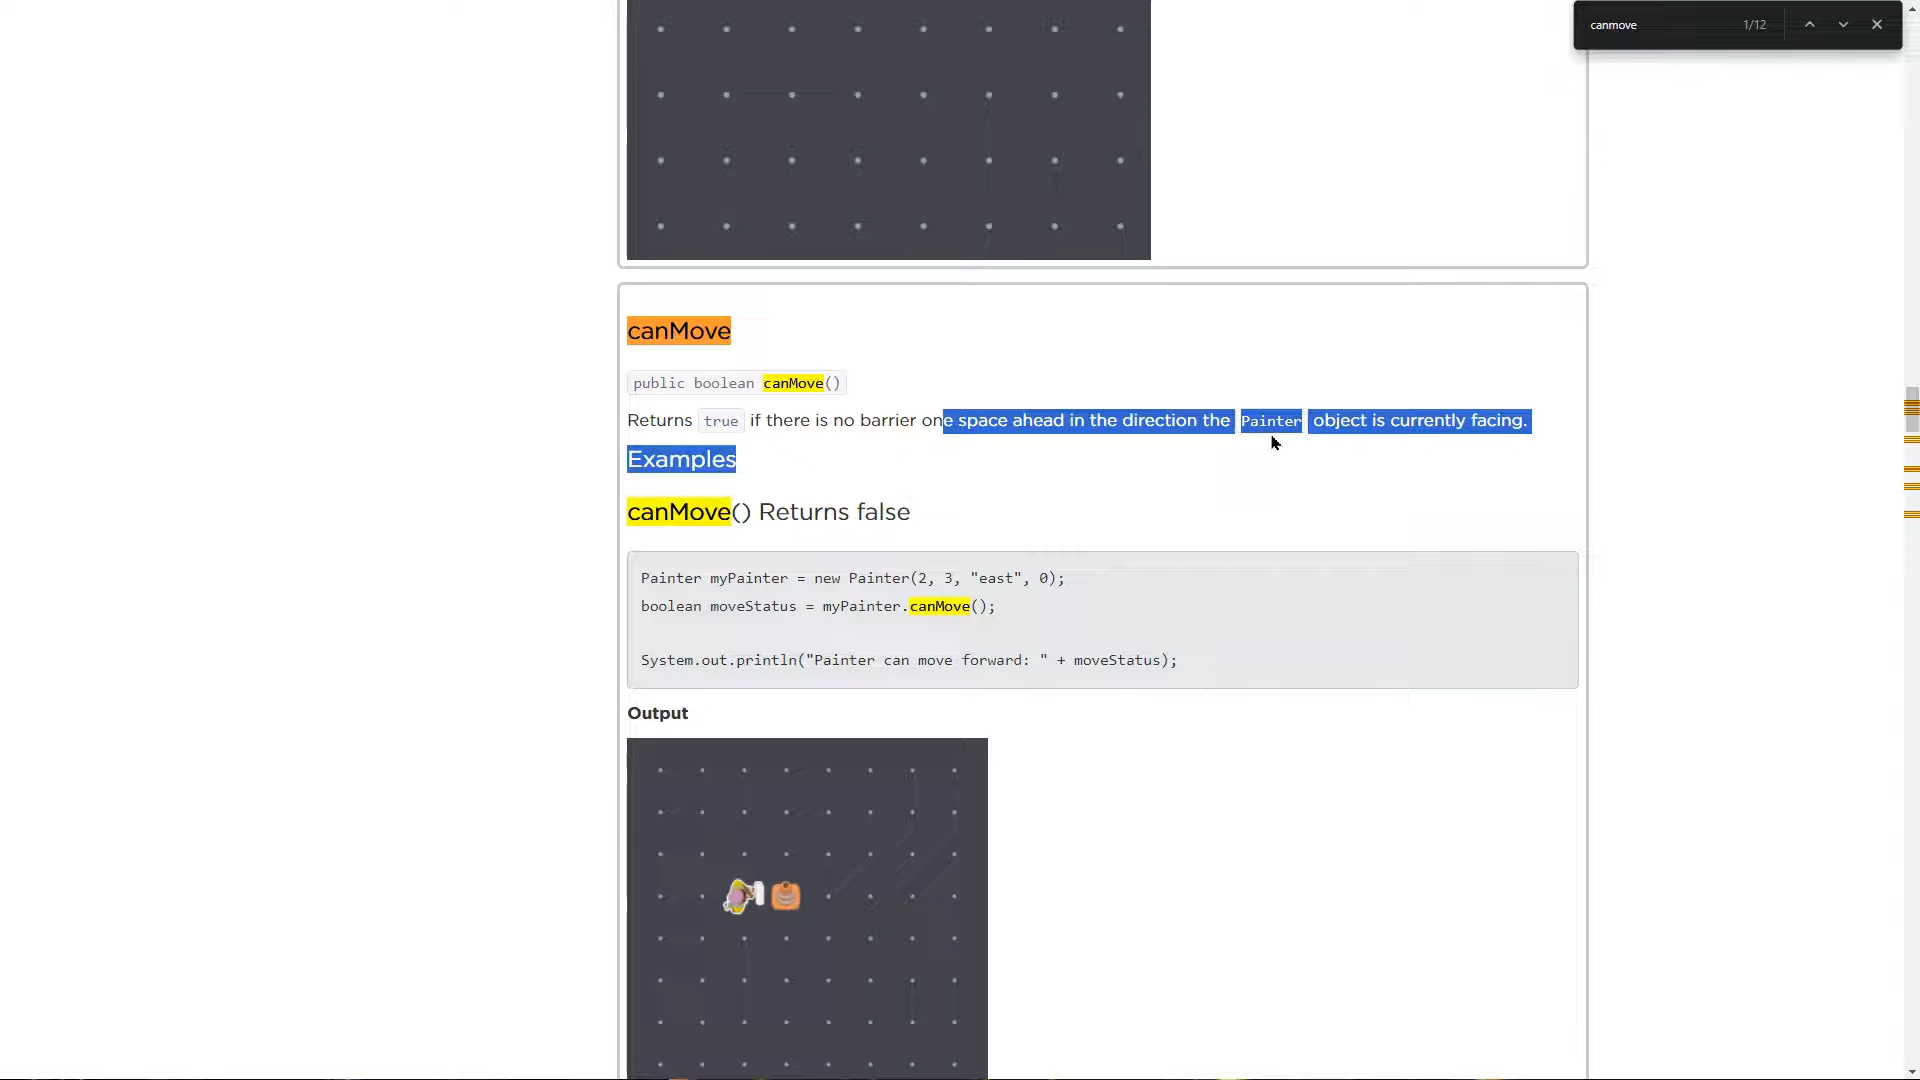 canmove 1/12
canMove
public boolean canMove()
Returns true if there is no barrier one space ahead in the direction the Painter object is currently facing.
Examples
canMove() Returns false
Painter myPainter = new Painter(2, 3, "east", 0);
boolean moveStatus = myPainter.canMove();
System.out.println("Painter can move forward: " + moveStatus);
Output